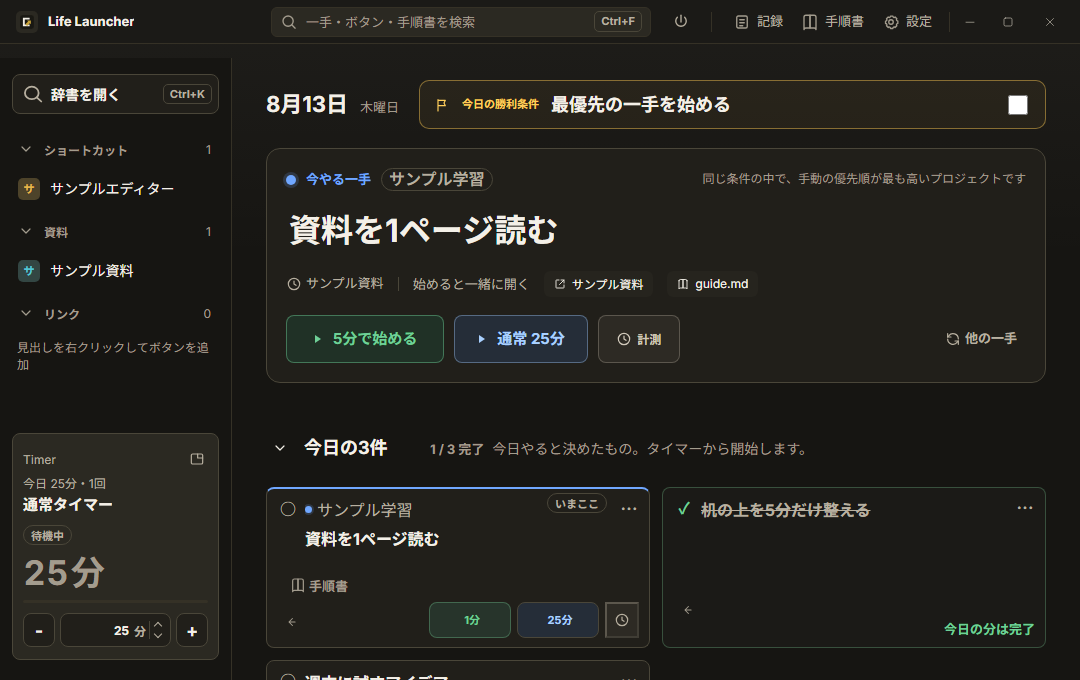 Life Launcher
一手・ボタン・手順書を検索
Ctrl+F
記録
手順書
設定
辞書を開く
Ctrl+K
ショートカット
1
サ
サンプルエディター
資料
1
サ
サンプル資料
リンク
0
見出しを右クリックしてボタンを追
加
Timer
今日 25分・1回
通常タイマー
待機中
25分
-
25 分
+
8月13日
木曜日
今日の勝利条件
最優先の一手を始める
今やる一手
サンプル学習
同じ条件の中で、手動の優先順が最も高いプロジェクトです
資料を1ページ読む
サンプル資料
始めると一緒に開く
サンプル資料
guide.md
5分で始める
通常 25分
計測
他の一手
今日の3件
1 / 3 完了
今日やると決めたもの。タイマーから開始します。
サンプル学習
いまここ
資料を1ページ読む
手順書
←
1分
25分
✓ 机の上を5分だけ整える
←
今日の分は完了